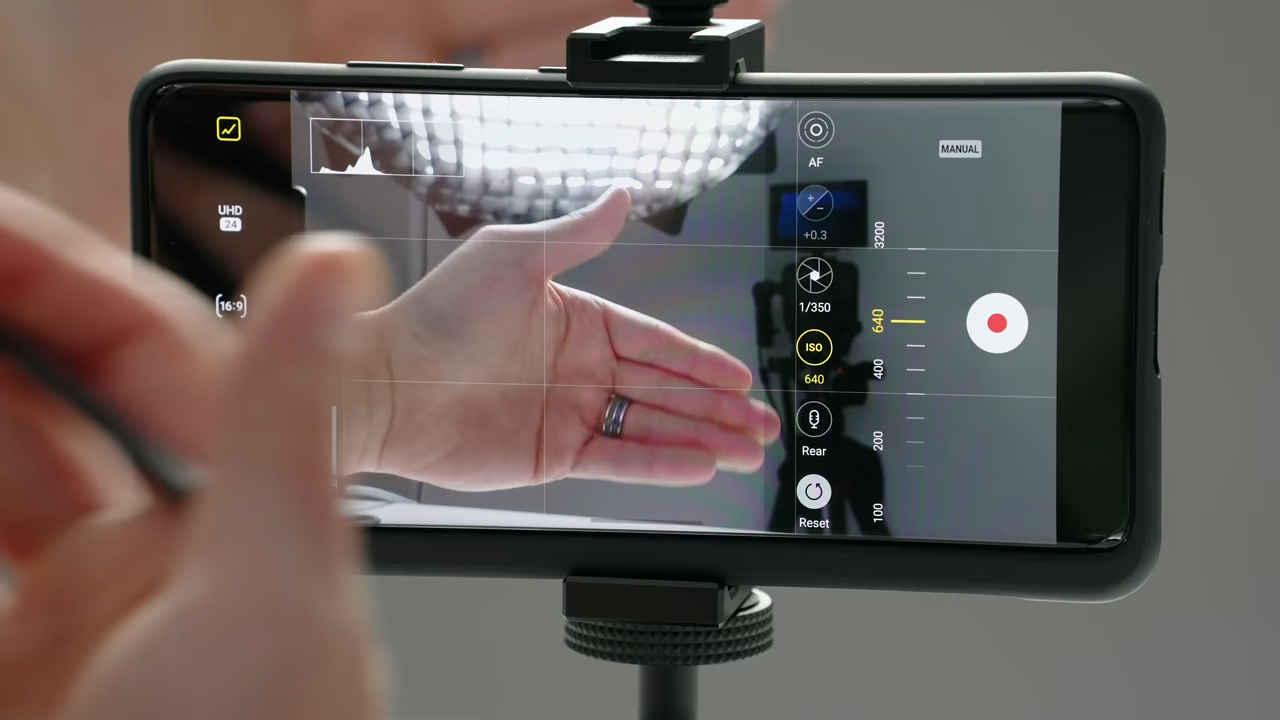 UHD
24
16:9
AF
+0.3
1/350
ISO
640
Rear
Reset
3200
640
400
200
100
MANUAL